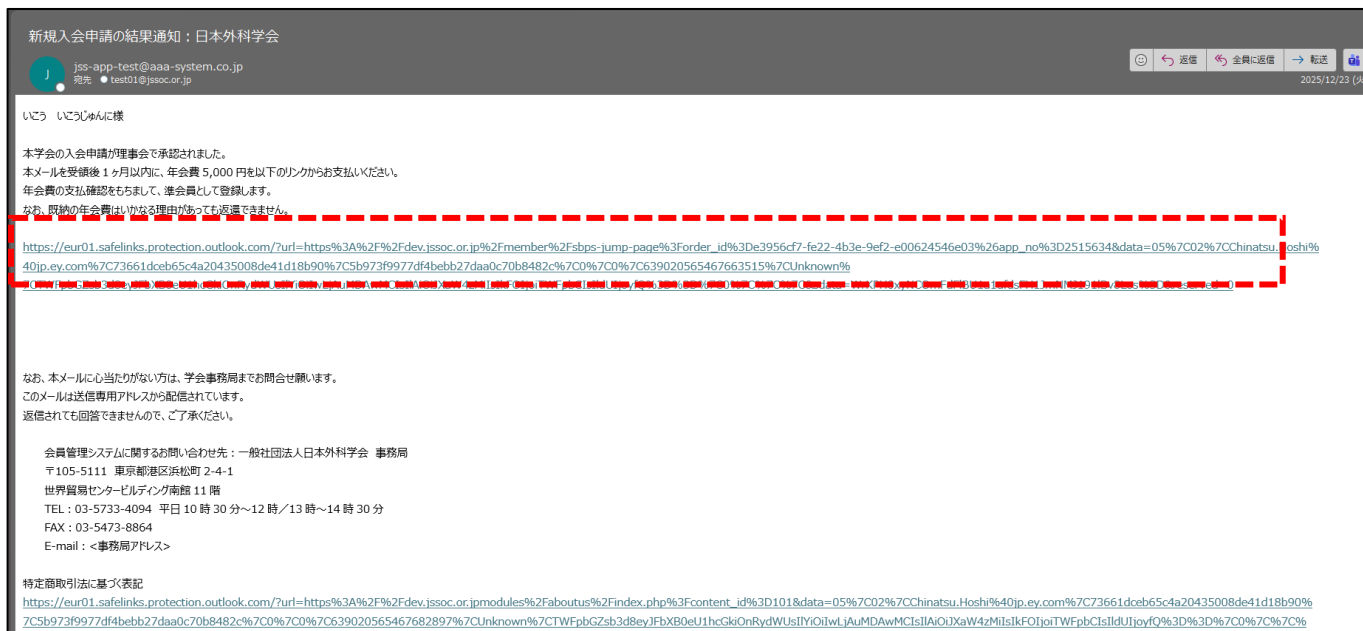 新規入会申請の結果通知：日本外科学会
J
jss-app-test@aaa-system.co.jp
宛先 test01@jssoc.or.jp
返信
全員に返信
転送
2025/12/23 (火
いこう　いこうじゅんに様
本学会の入会申請が理事会で承認されました。
本メールを受領後 1 ヶ月以内に、年会費 5,000 円を以下のリンクからお支払いください。
年会費の支払確認をもちまして、準会員として登録します。
なお、既納の年会費はいかなる理由があっても返還できません。
https://eur01.safelinks.protection.outlook.com/?url=https%3A%2F%2Fdev.jssoc.or.jp%2Fmember%2Fsbps-jump-page%3Forder_id%3De3956cf7-fe22-4b3e-9ef2-e00624546e03%26app_no%3D2515634&data=05%7C02%7CChinatsu.Hoshi%
40jp.ey.com%7C73661dceb65c4a20435008de41d18b90%7C5b973f9977df4bebb27daa0c70b8482c%7C0%7C0%7C639020565467663515%7CUnknown%
なお、本メールに心当たりがない方は、学会事務局までお問合せ願います。
このメールは送信専用アドレスから配信されています。
返信されても回答できませんので、ご了承ください。
会員管理システムに関するお問い合わせ先：一般社団法人日本外科学会 事務局
〒105-5111 東京都港区浜松町 2-4-1
世界貿易センタービルディング南館 11 階
TEL：03-5733-4094 平日 10 時 30 分～12 時／13 時～14 時 30 分
FAX：03-5473-8864
E-mail：<事務局アドレス>
特定商取引法に基づく表記
https://eur01.safelinks.protection.outlook.com/?url=https%3A%2F%2Fdev.jssoc.or.jpmodules%2Faboutus%2Findex.php%3Fcontent_id%3D101&data=05%7C02%7CChinatsu.Hoshi%40jp.ey.com%7C73661dceb65c4a20435008de41d18b90%
7C5b973f9977df4bebb27daa0c70b8482c%7C0%7C0%7C639020565467682897%7CUnknown%7CTWFpbGZsb3d8eyJFbXB0eU1hcGkiOnRydWUsIlYiOiIwLjAuMDAwMCIsIlAiOiJXaW4zMiIsIkFOIjoiTWFpbCIsIldUIjoyfQ%3D%3D%7C0%7C%7C%